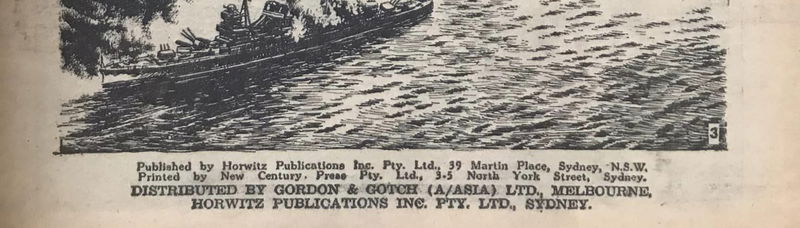 3
Published by Horwitz Publications Inc. Pty. Ltd., 39 Martin Place, Sydney, N.S.W.
Printed by New Century Press Pty. Ltd., 3-5 North York Street, Sydney.
DISTRIBUTED BY GORDON & GOTCH (A/ASIA) LTD., MELBOURNE,
HORWITZ PUBLICATIONS INC. PTY. LTD., SYDNEY.